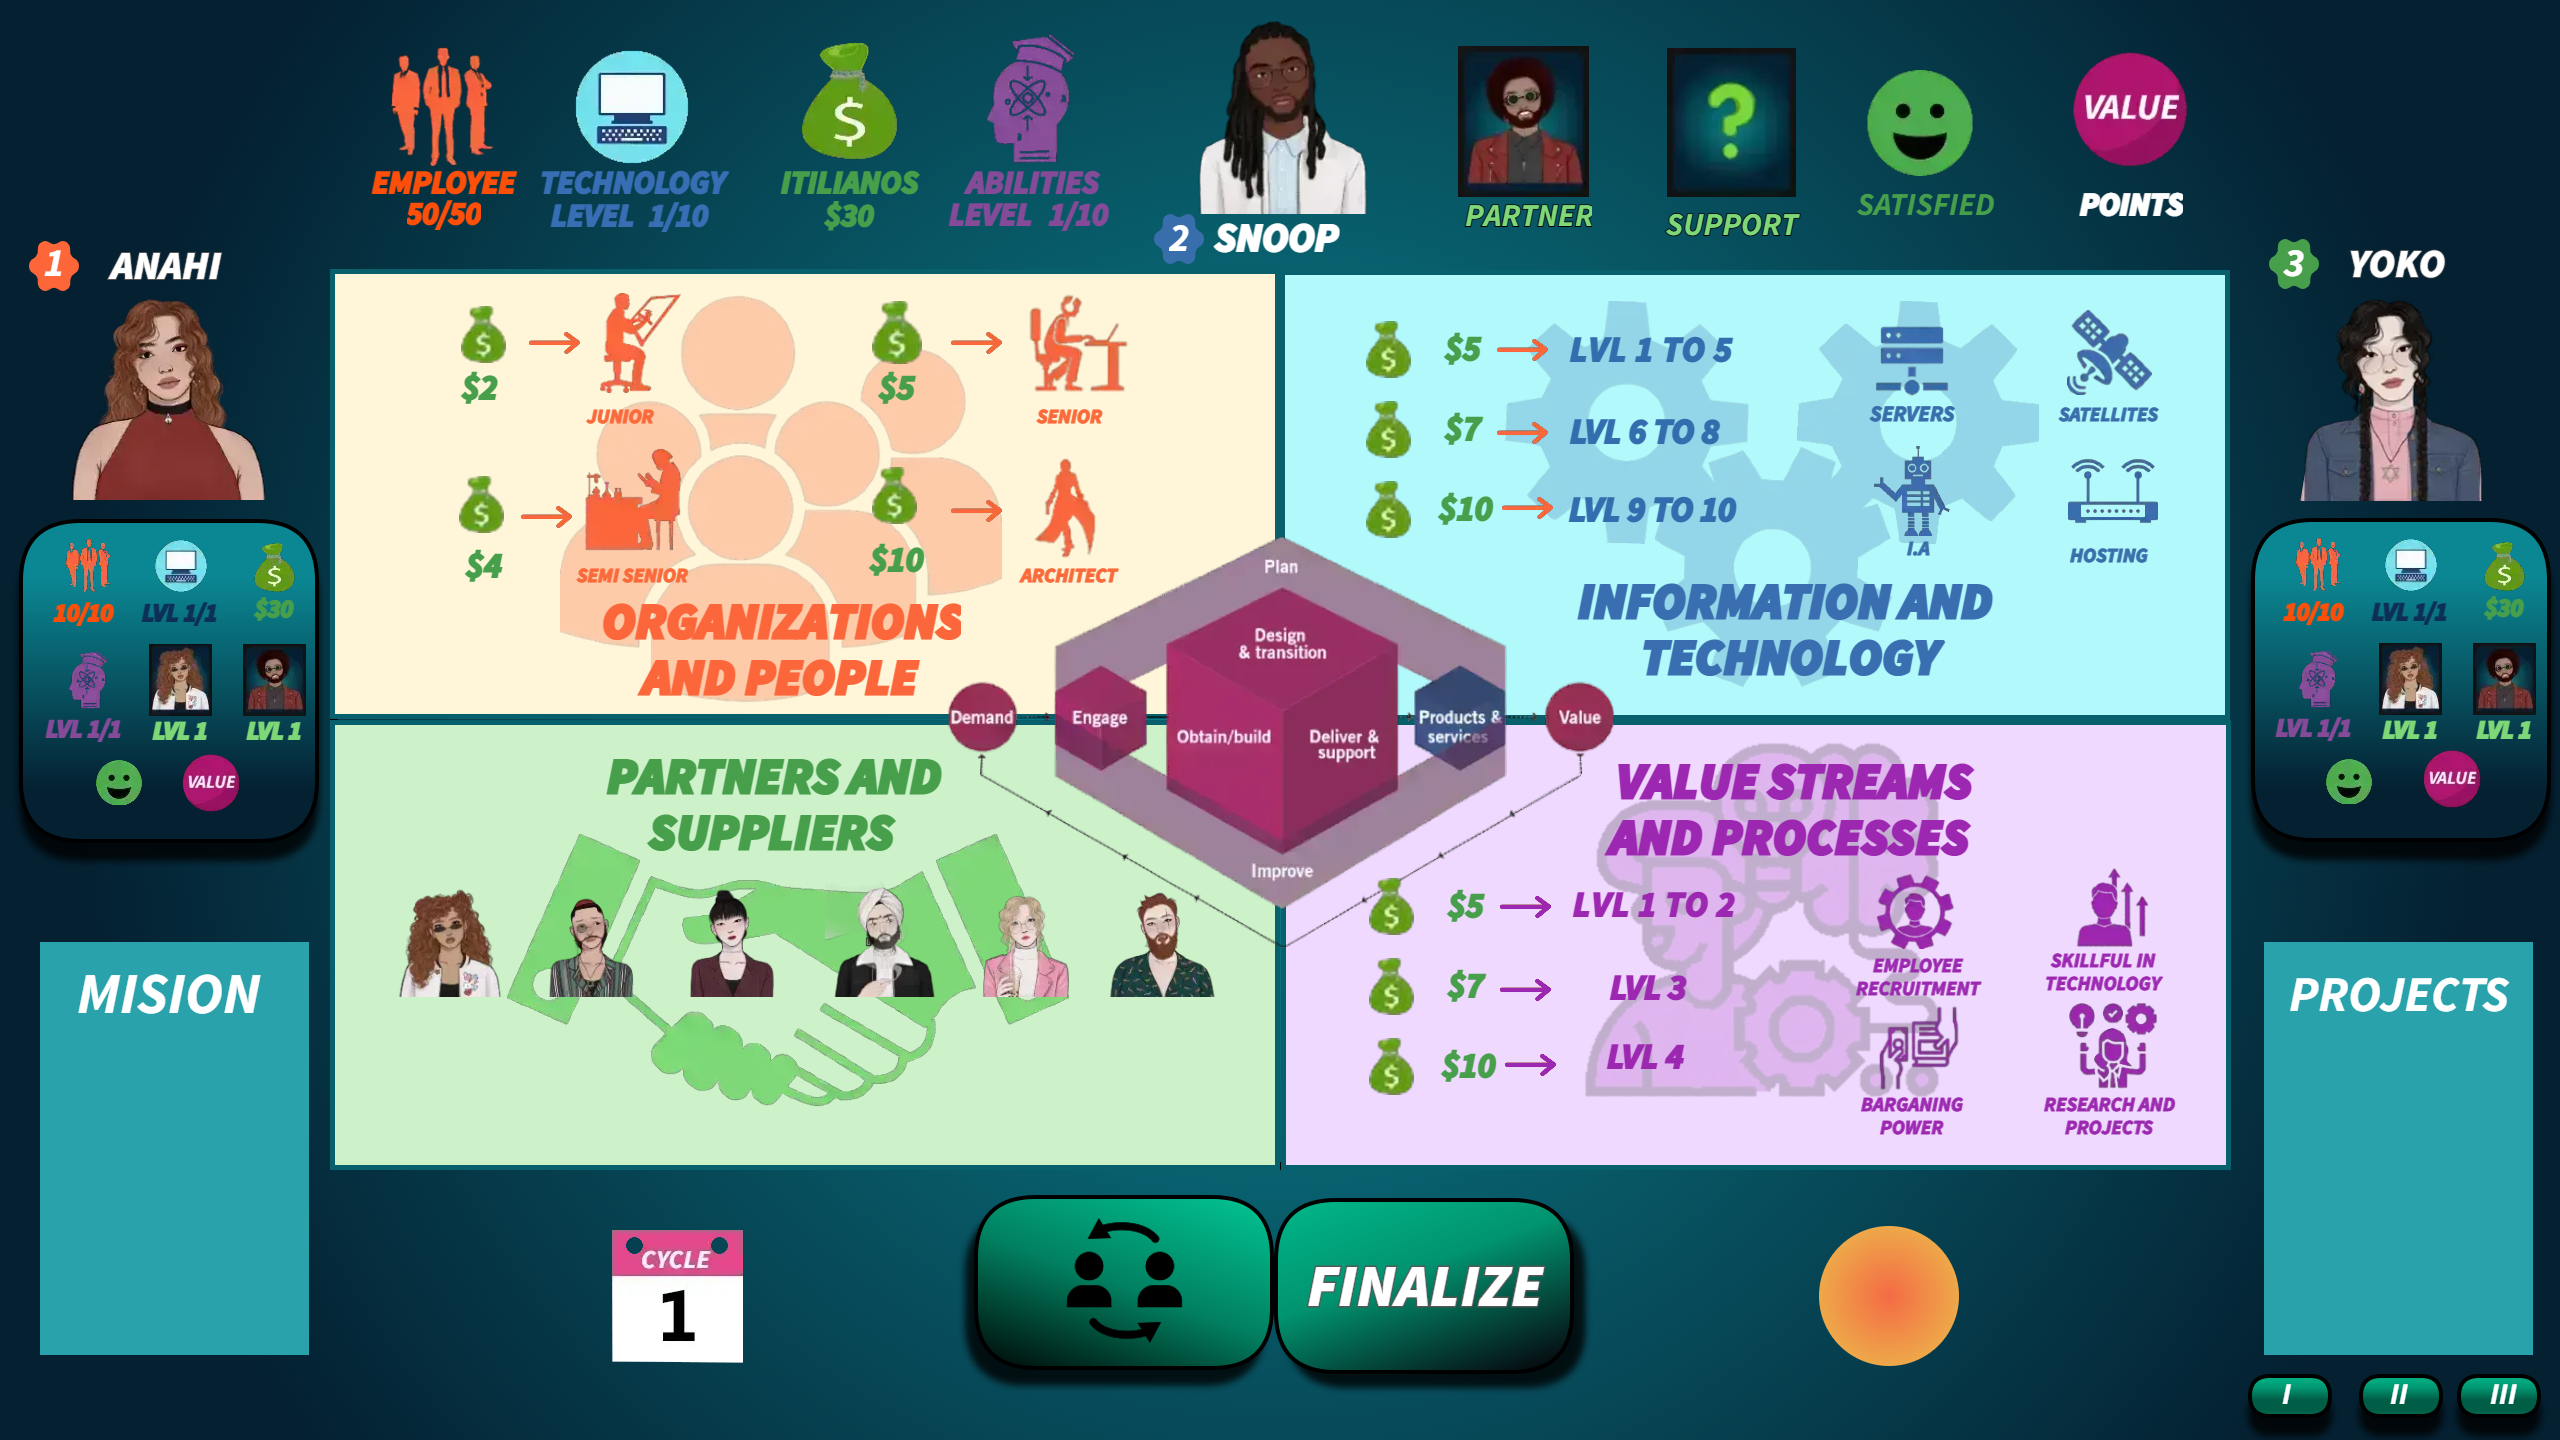 EMPLOYEE
50/50
TECHNOLOGY
LEVEL 1/10
$
ITILIANOS
$30
ABILITIES
LEVEL 1/10
2 SNOOP
PARTNER
?
SUPPORT
SATISFIED
VALUE
POINTS
1 ANAHI
10/10
LVL 1/1
$
$30
LVL 1/1
LVL 1
LVL 1
VALUE
MISION
$
$2
JUNIOR
$
$5
SENIOR
$
$4
SEMI SENIOR
$
$10
ARCHITECT
ORGANIZATIONS
AND PEOPLE
$
$5
LVL 1 TO 5
$
$7
LVL 6 TO 8
$
$10
LVL 9 TO 10
SERVERS
SATELLITES
I.A
HOSTING
INFORMATION AND
TECHNOLOGY
Plan
Design
& transition
Demand
Engage
Obtain/build
Deliver &
support
Products &
services
Value
Improve
PARTNERS AND
SUPPLIERS
VALUE STREAMS
AND PROCESSES
$
$5
LVL 1 TO 2
$
$7
LVL 3
$
$10
LVL 4
EMPLOYEE
RECRUITMENT
SKILLFUL IN
TECHNOLOGY
BARGANING
POWER
RESEARCH AND
PROJECTS
3 YOKO
10/10
LVL 1/1
$
$30
LVL 1/1
LVL 1
LVL 1
VALUE
PROJECTS
CYCLE
1
FINALIZE
I
II
III